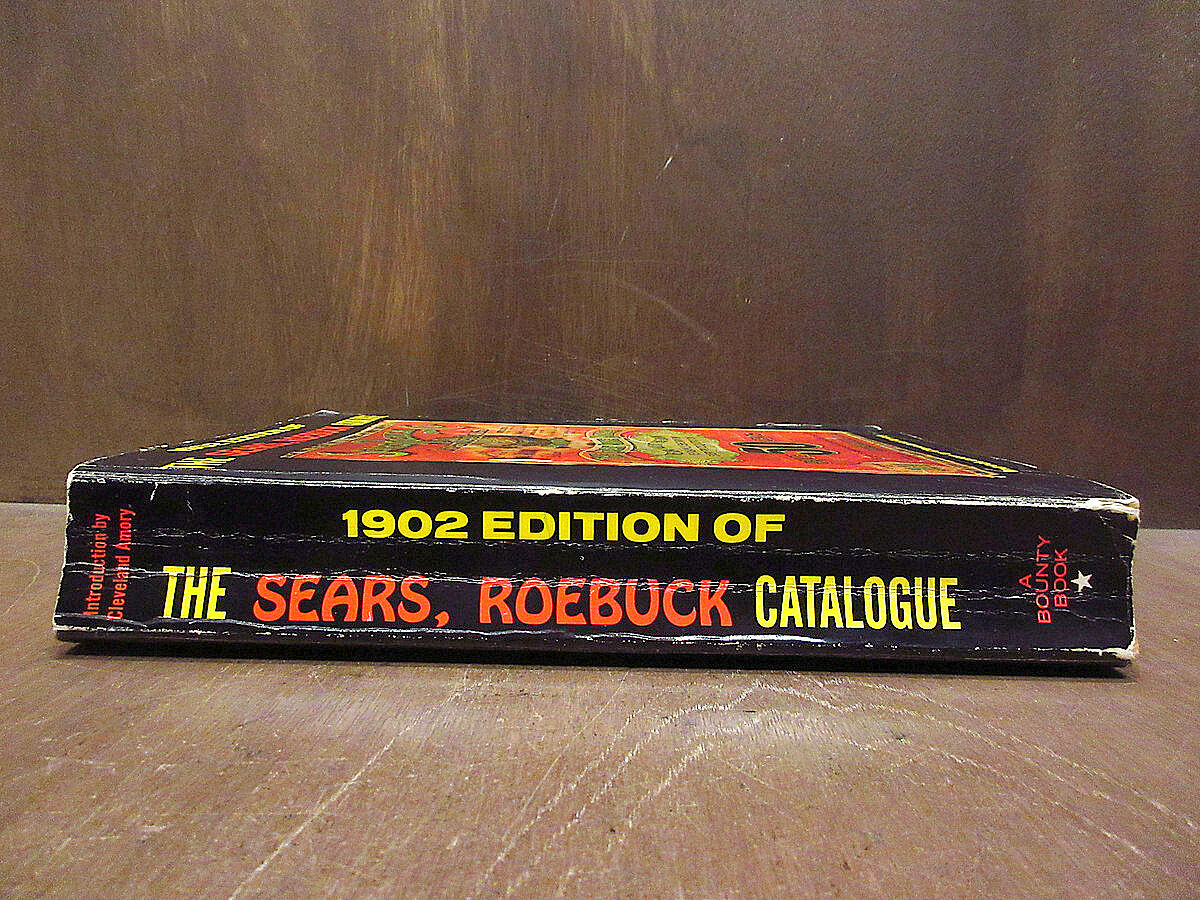 Introduction by
Cleveland Amory
1902 EDITION OF
THE SEARS, ROEBUCK CATALOGUE
A
BOUNTY
BOOK